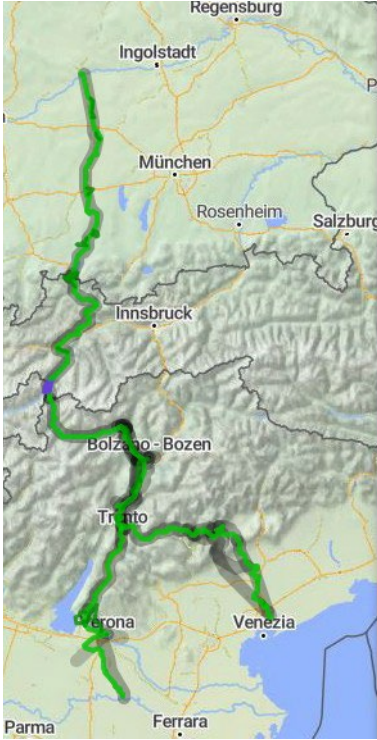 Regensburg
Ingolstadt
P
München
Rosenheim
Salzburg
Innsbruck
Bolzano - Bozen
Trento
Verona
Venezia
Parma
Ferrara